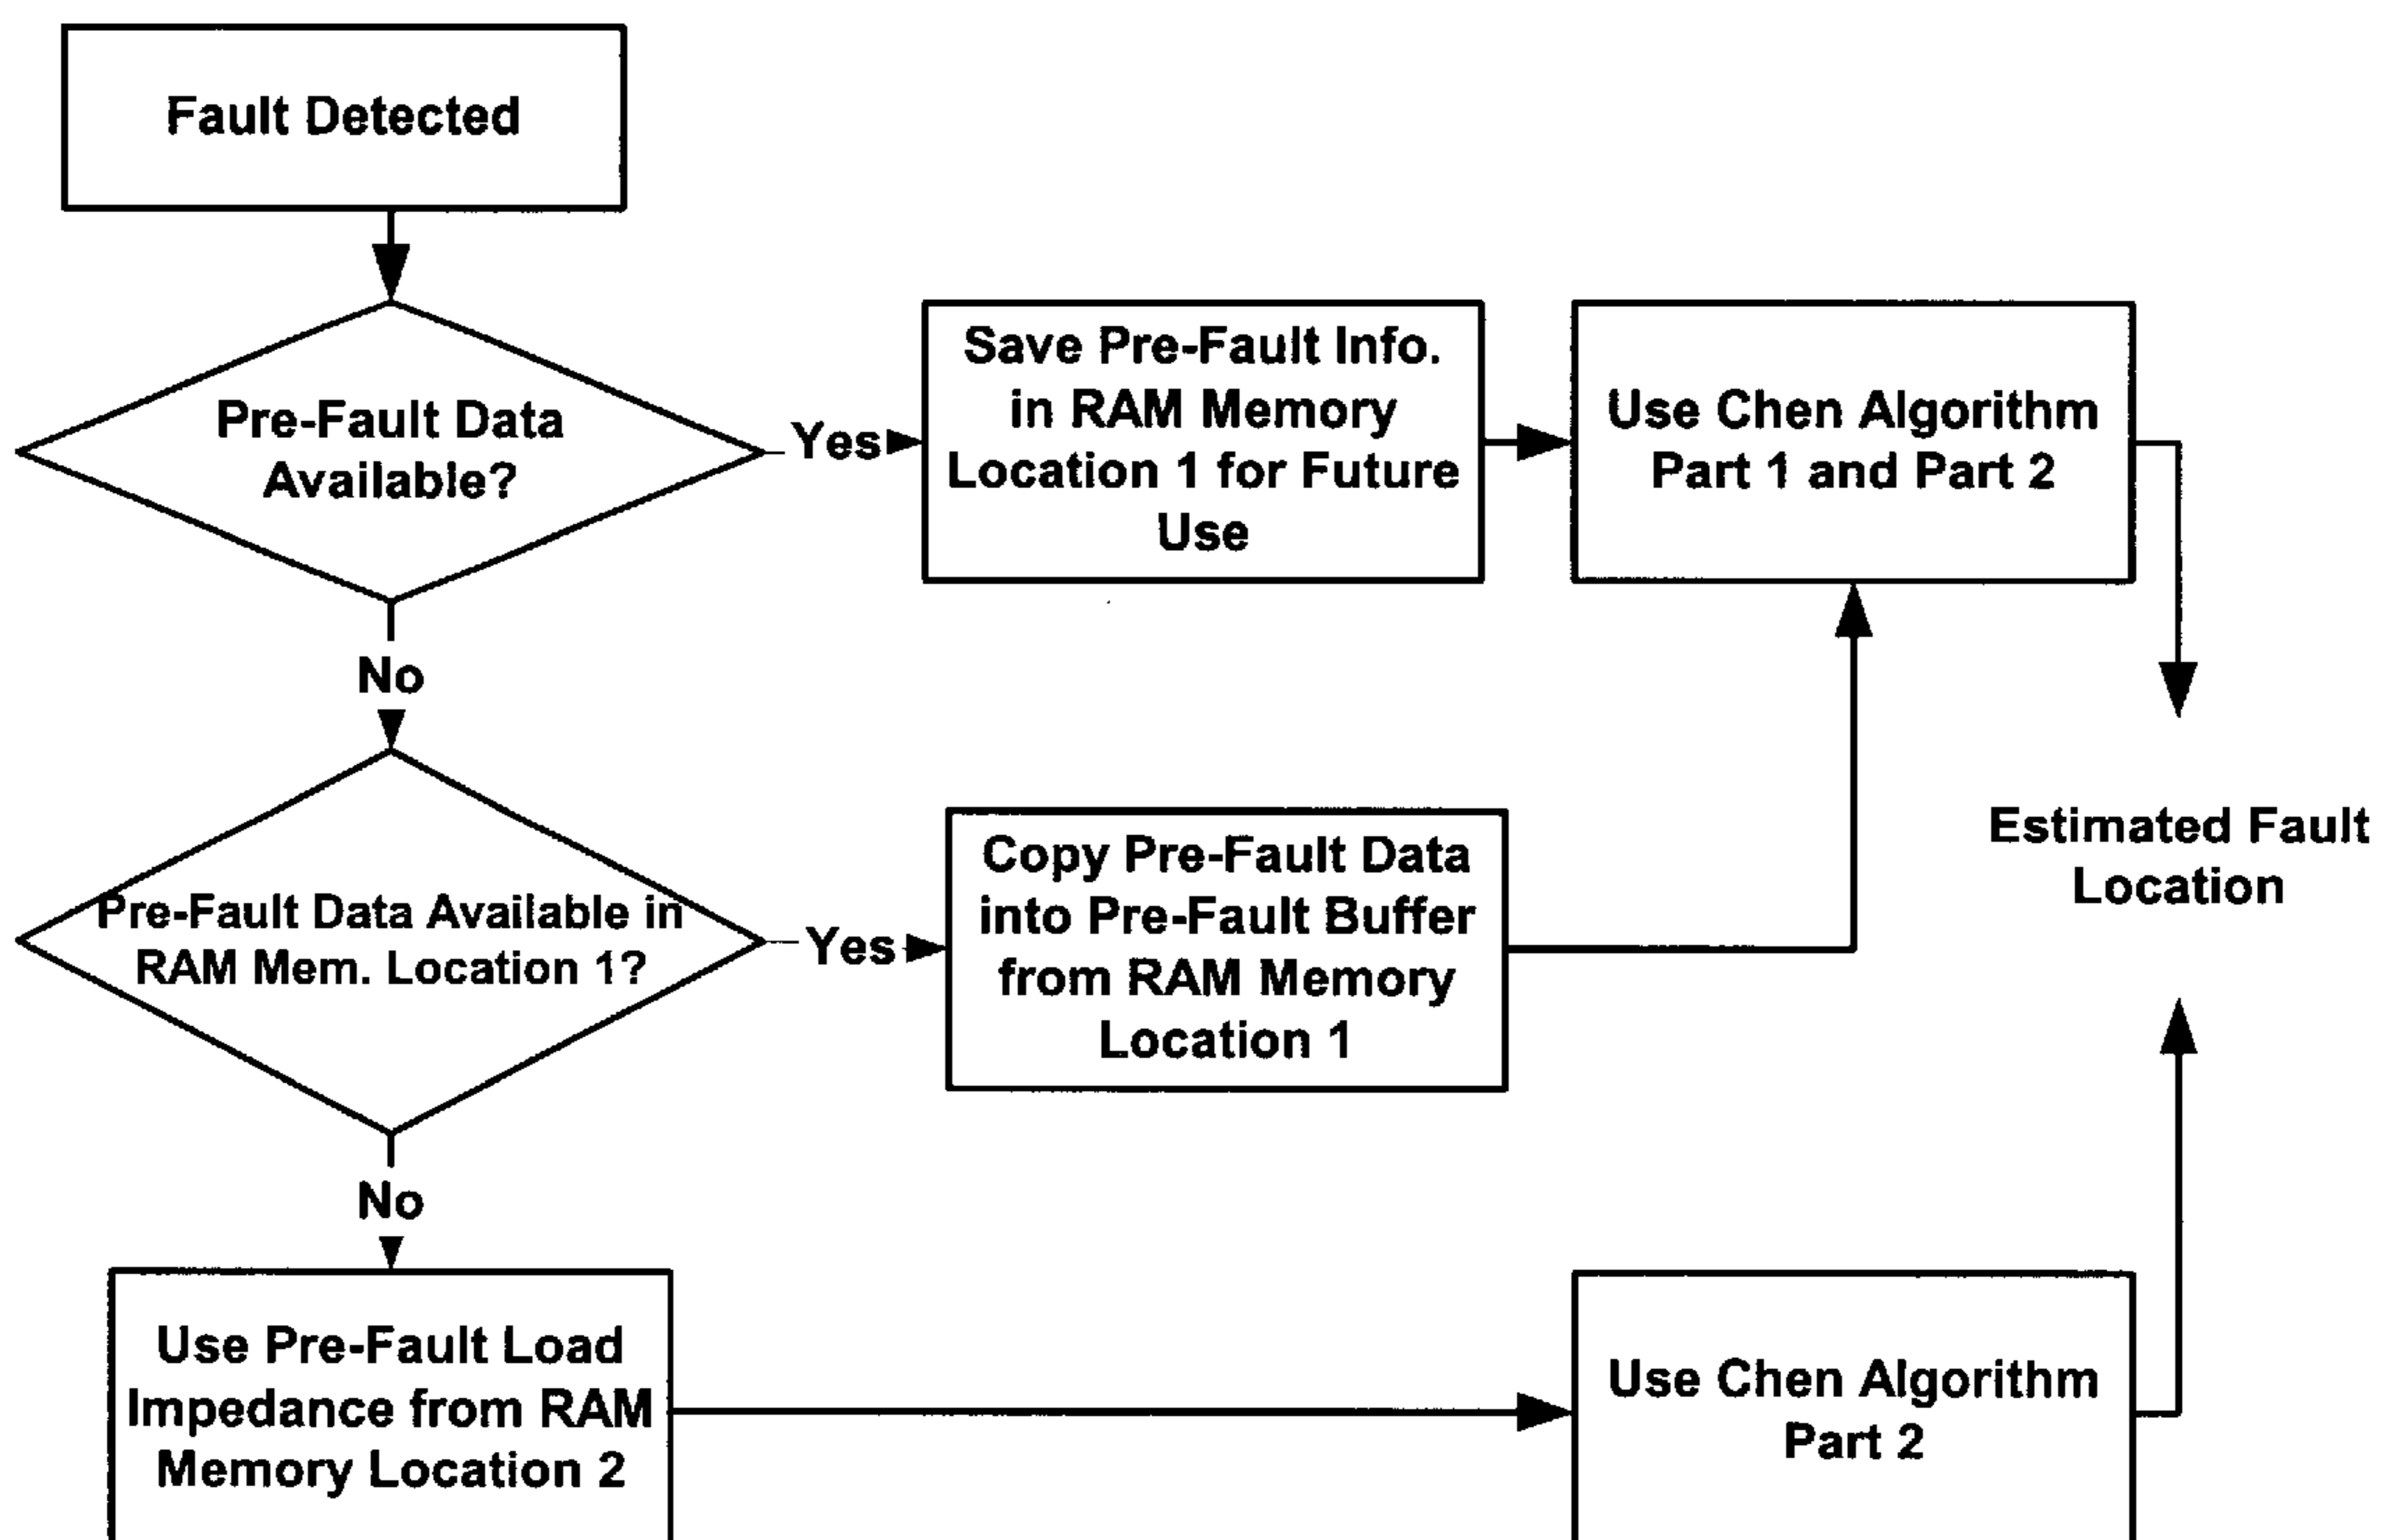 Fault Detected
Pre-Fault Data
Available?
Yes
Save Pre-Fault Info.
in RAM Memory
Location 1 for Future
Use
Use Chen Algorithm
Part 1 and Part 2
No
Pre-Fault Data Available in
RAM Mem. Location 1?
Yes
Copy Pre-Fault Data
into Pre-Fault Buffer
from RAM Memory
Location 1
Estimated Fault
Location
No
Use Pre-Fault Load
Impedance from RAM
Memory Location 2
Use Chen Algorithm
Part 2